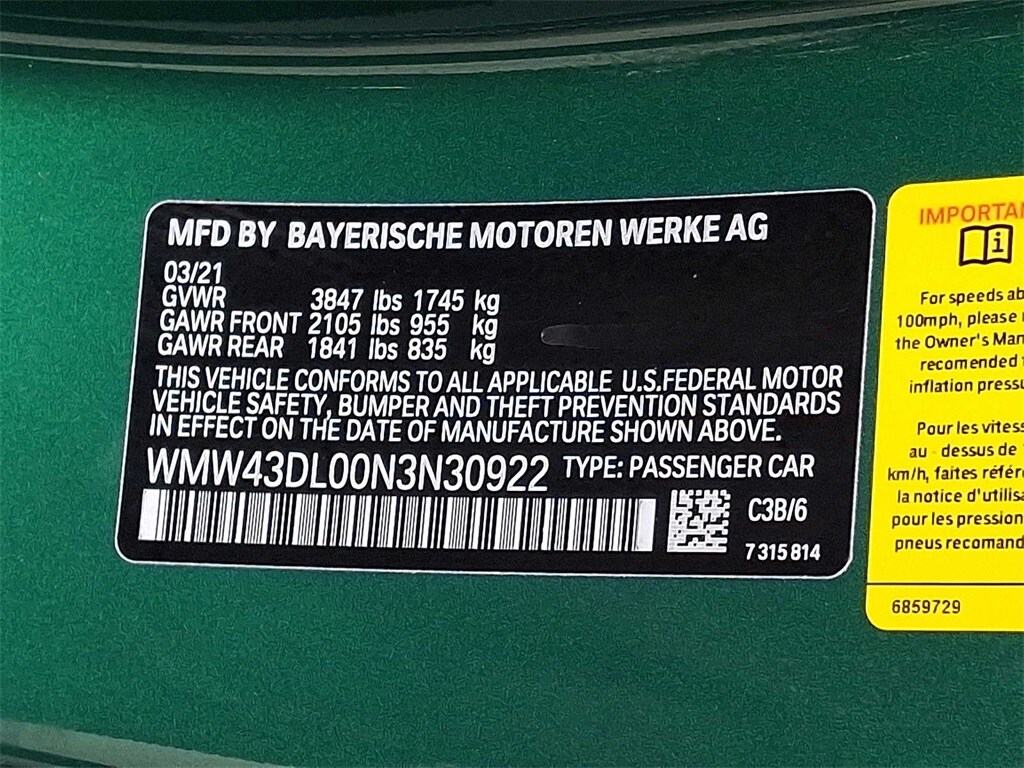 MFD BY BAYERISCHE MOTOREN WERKE AG
03/21
GVWR 3847 lbs 1745 kg
GAWR FRONT 2105 lbs 955 kg
GAWR REAR 1841 lbs 835 kg
THIS VEHICLE CONFORMS TO ALL APPLICABLE U.S.FEDERAL MOTOR
VEHICLE SAFETY, BUMPER AND THEFT PREVENTION STANDARDS
IN EFFECT ON THE DATE OF MANUFACTURE SHOWN ABOVE.
WMW43DL00N3N30922 TYPE: PASSENGER CAR
C3B/6
7 315 814
IMPORTA
For speeds ab
100mph, please
the Owner's Man
recomended
inflation pressu
Pour les vitess
au - dessus de
km/h, faites référ
la notice d'utilisa
pour les pression
pneus recomand
6859729